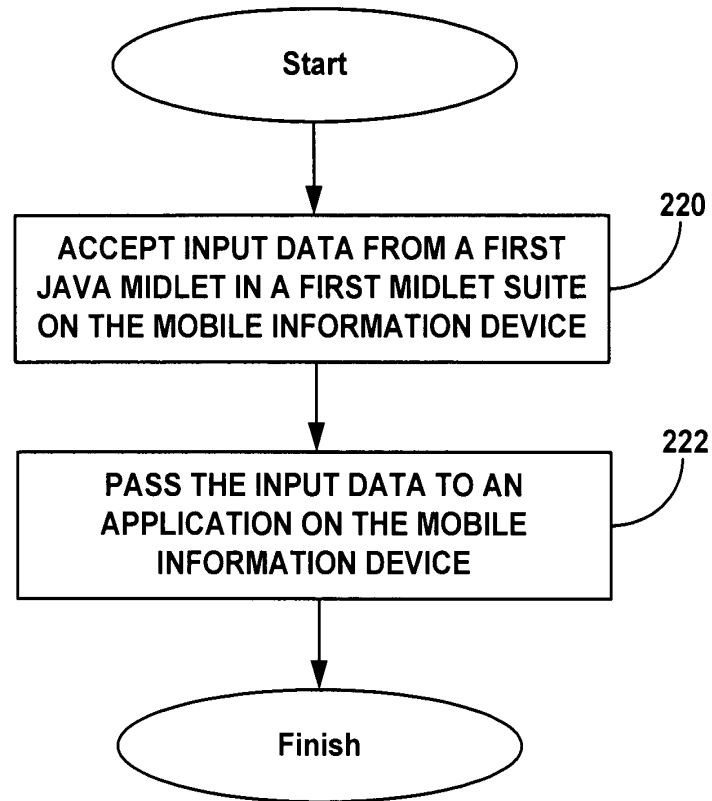 Start
220
ACCEPT INPUT DATA FROM A FIRST
JAVA MIDLET IN A FIRST MIDLET SUITE
ON THE MOBILE INFORMATION DEVICE
222
PASS THE INPUT DATA TO AN
APPLICATION ON THE MOBILE
INFORMATION DEVICE
Finish